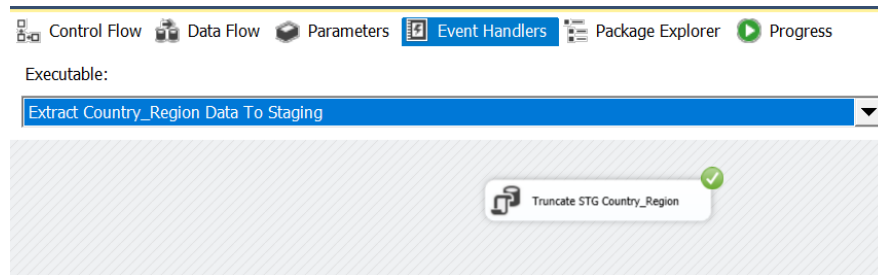 Control Flow Data Flow Parameters Event Handlers Package Explorer Progress
Executable:
Extract Country_Region Data To Staging
Truncate STG Country_Region